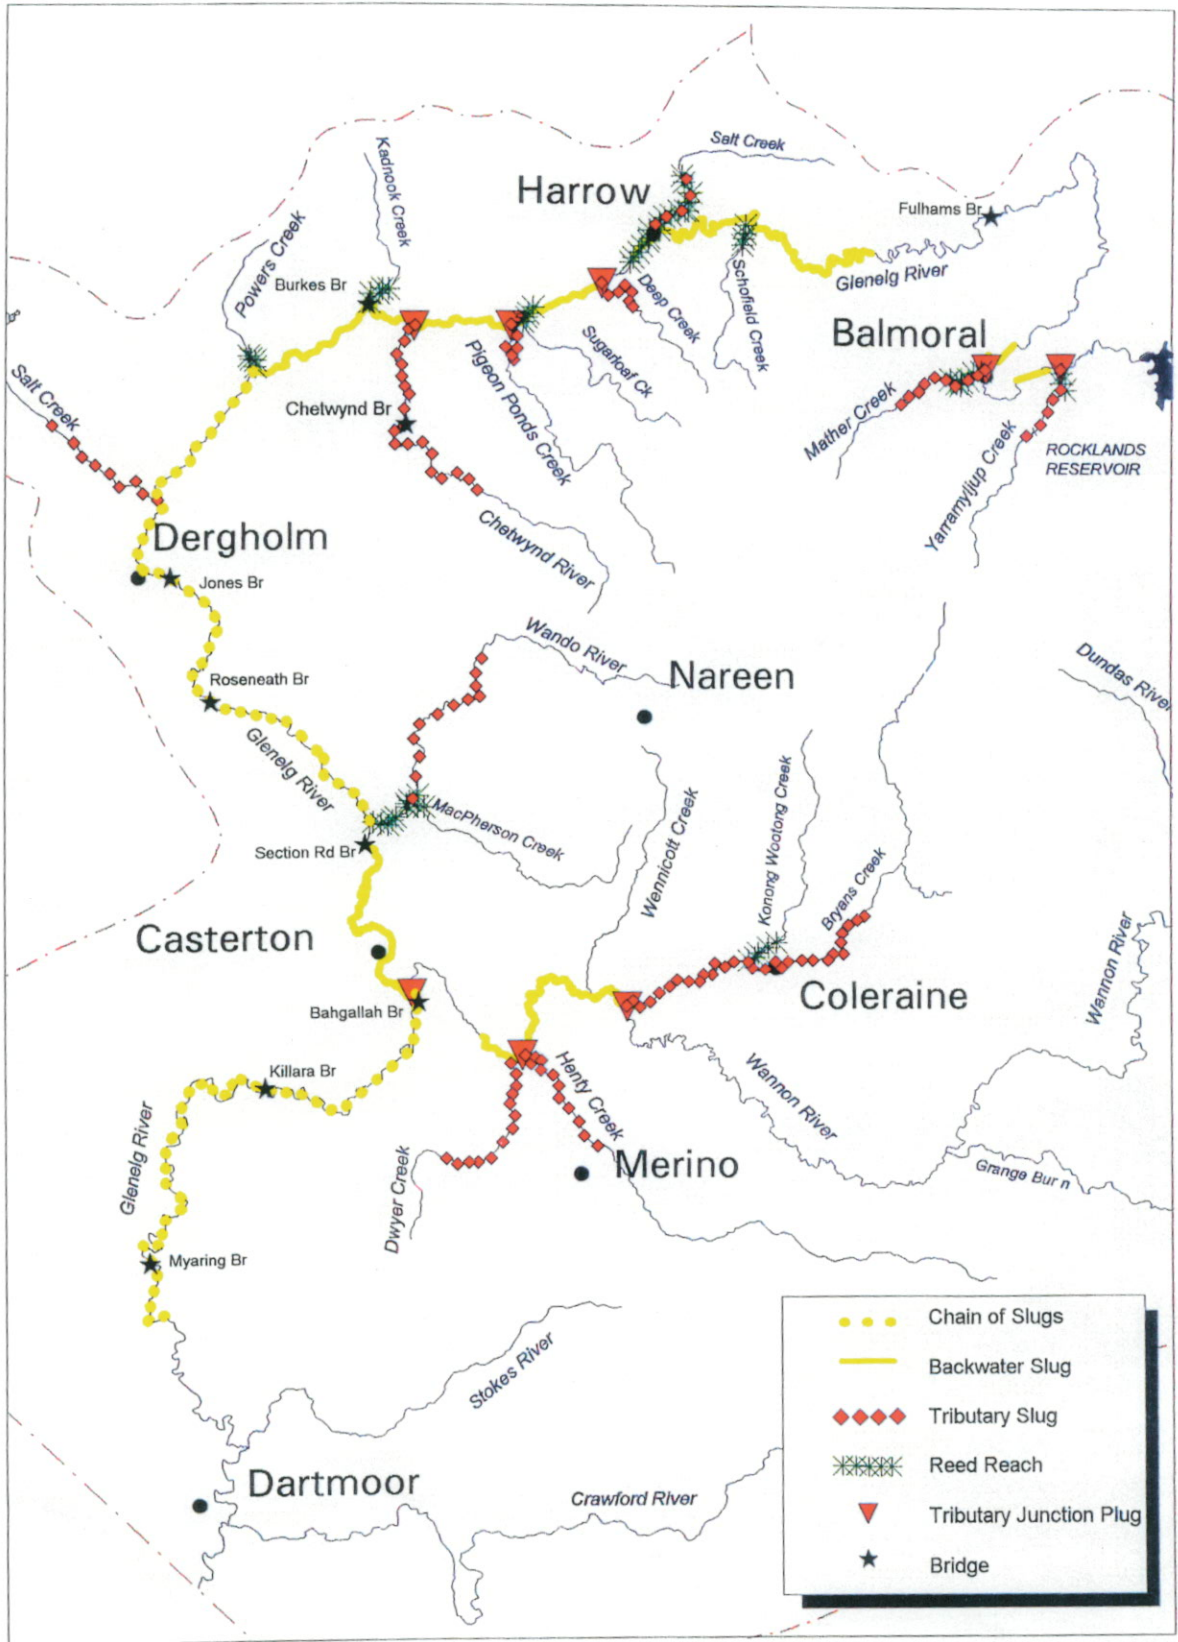 Salt Creek
Kadnook Creek
Harrow
Fulhams Br
Powers Creek
Burkes Br
Glenelg River
Deep Creek
Schofield Creek
Balmoral
Sugarloaf Ck
Pigeon Ponds Creek
Salt Creek
Chetwynd Br
Mather Creek
Yarramyljup Creek
ROCKLANDS
RESERVOIR
Chetwynd River
Dergholm
Jones Br
Wando River
Nareen
Dundas River
Roseneath Br
Glenelg River
MacPherson Creek
Section Rd Br
Wennicott Creek
Konong Wootong Creek
Bryans Creek
Casterton
Wannon River
Coleraine
Bahgallah Br
Killara Br
Henty Creek
Wannon River
Glenelg River
Merino
Grange Burn
Dwyer Creek
Myaring Br
Stokes River
Dartmoor
Crawford River
Chain of Slugs
Backwater Slug
Tributary Slug
Reed Reach
Tributary Junction Plug
Bridge